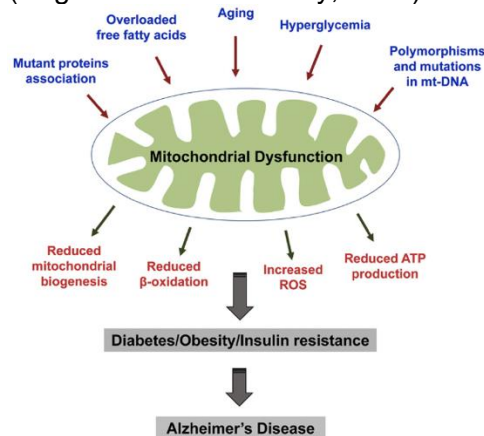 Overloaded
free fatty acids
Aging
Hyperglycemia
Mutant proteins
association
Polymorphisms
and mutations
in mt-DNA
Mitochondrial Dysfunction
Reduced
mitochondrial
biogenesis
Reduced
β-oxidation
Increased
ROS
Reduced ATP
production
Diabetes/Obesity/Insulin resistance
Alzheimer's Disease